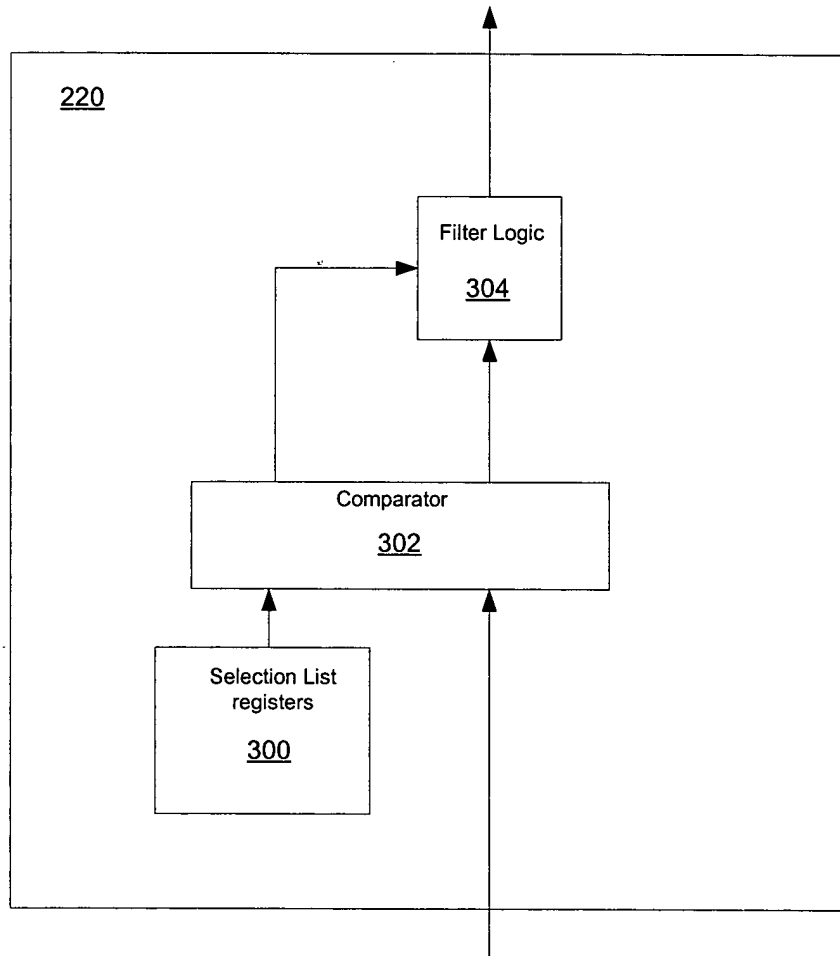 220
Filter Logic
304
Comparator
302
Selection List
registers
300